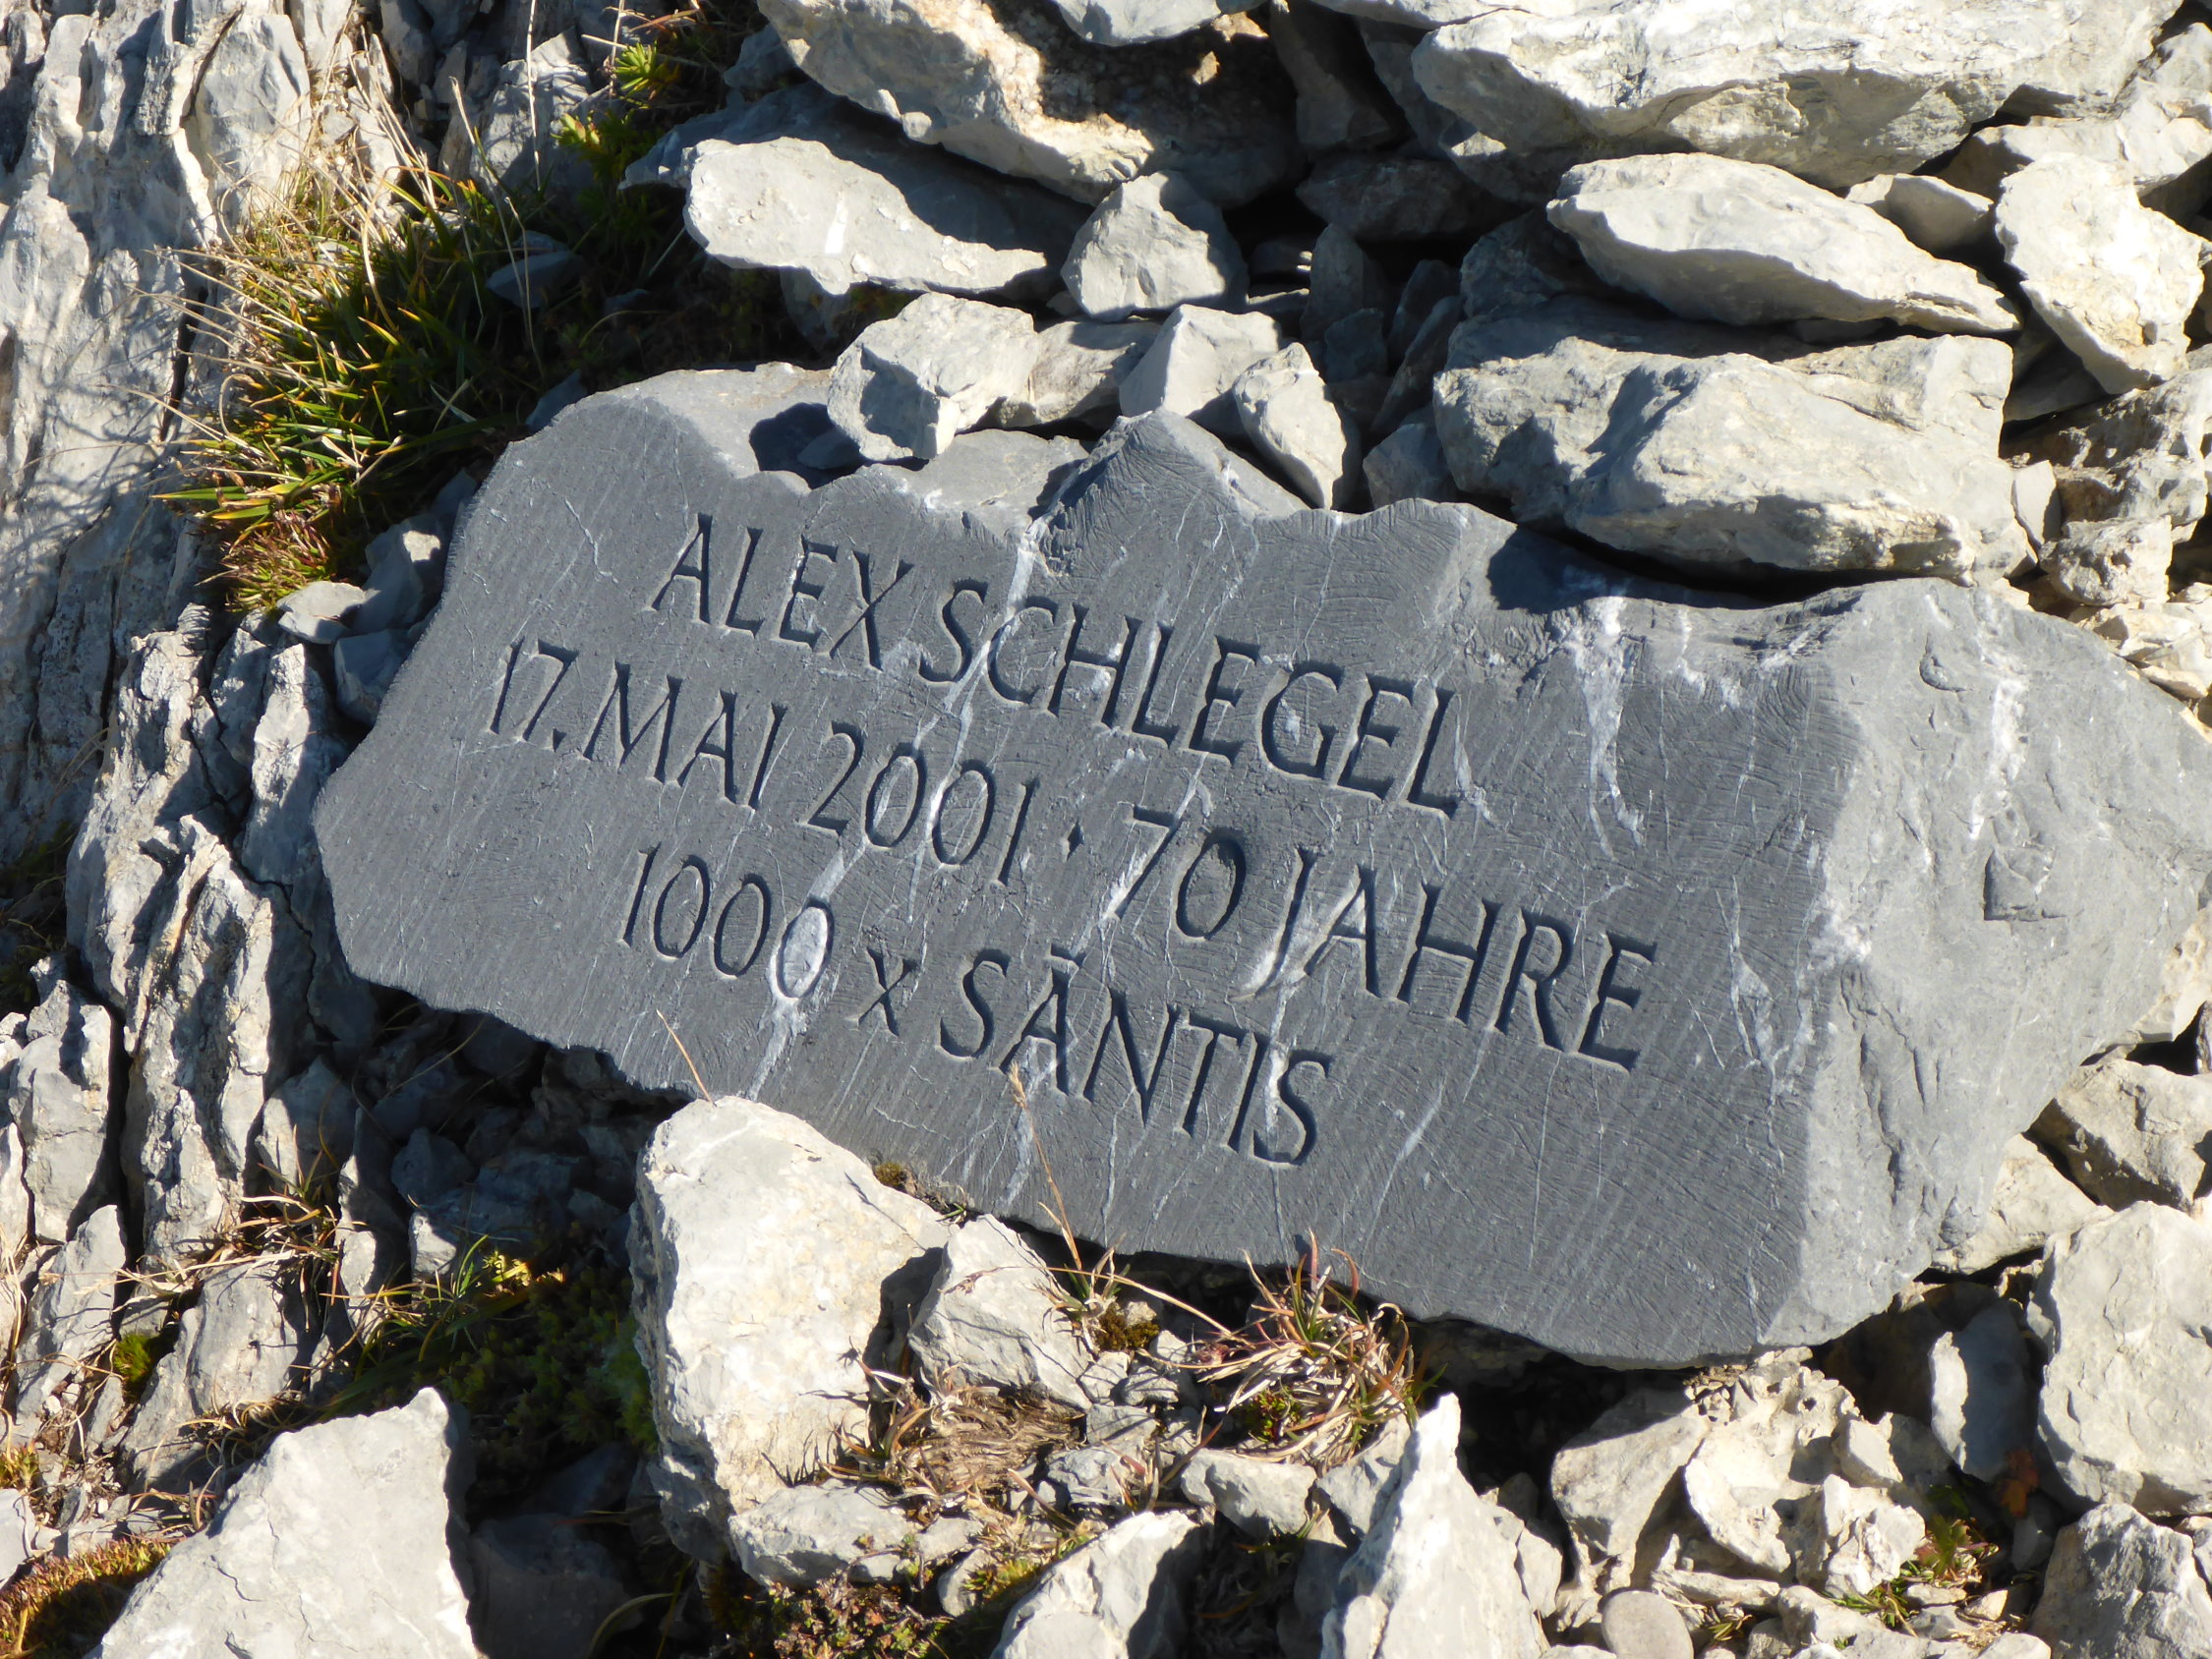 ALEX SCHLEGEL
17. MAI 2001 · 70 JAHRE
1000 x SÄNTIS